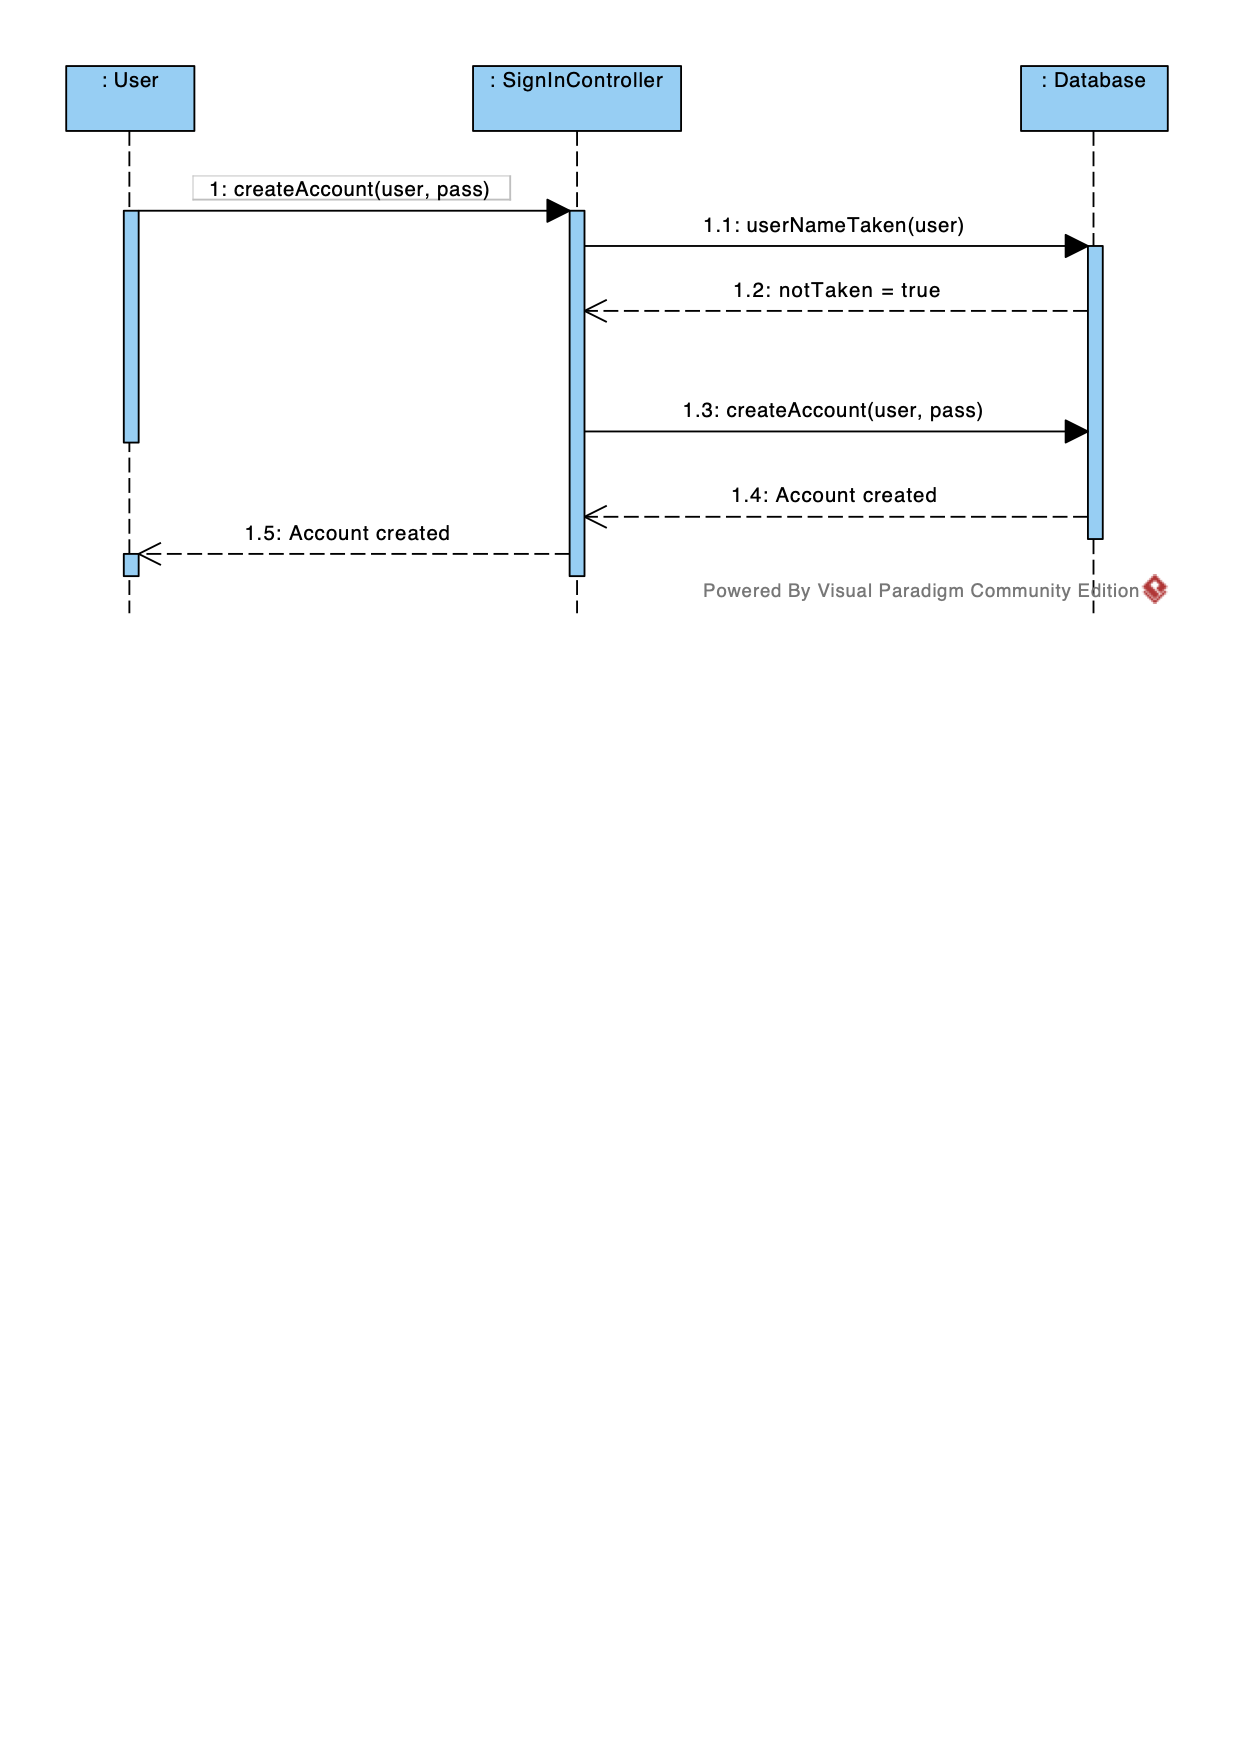 : User
: SignInController
: Database
1: createAccount(user, pass)
1.1: userNameTaken(user)
1.2: notTaken = true
1.3: createAccount(user, pass)
1.4: Account created
1.5: Account created
Powered By Visual Paradigm Community Edition